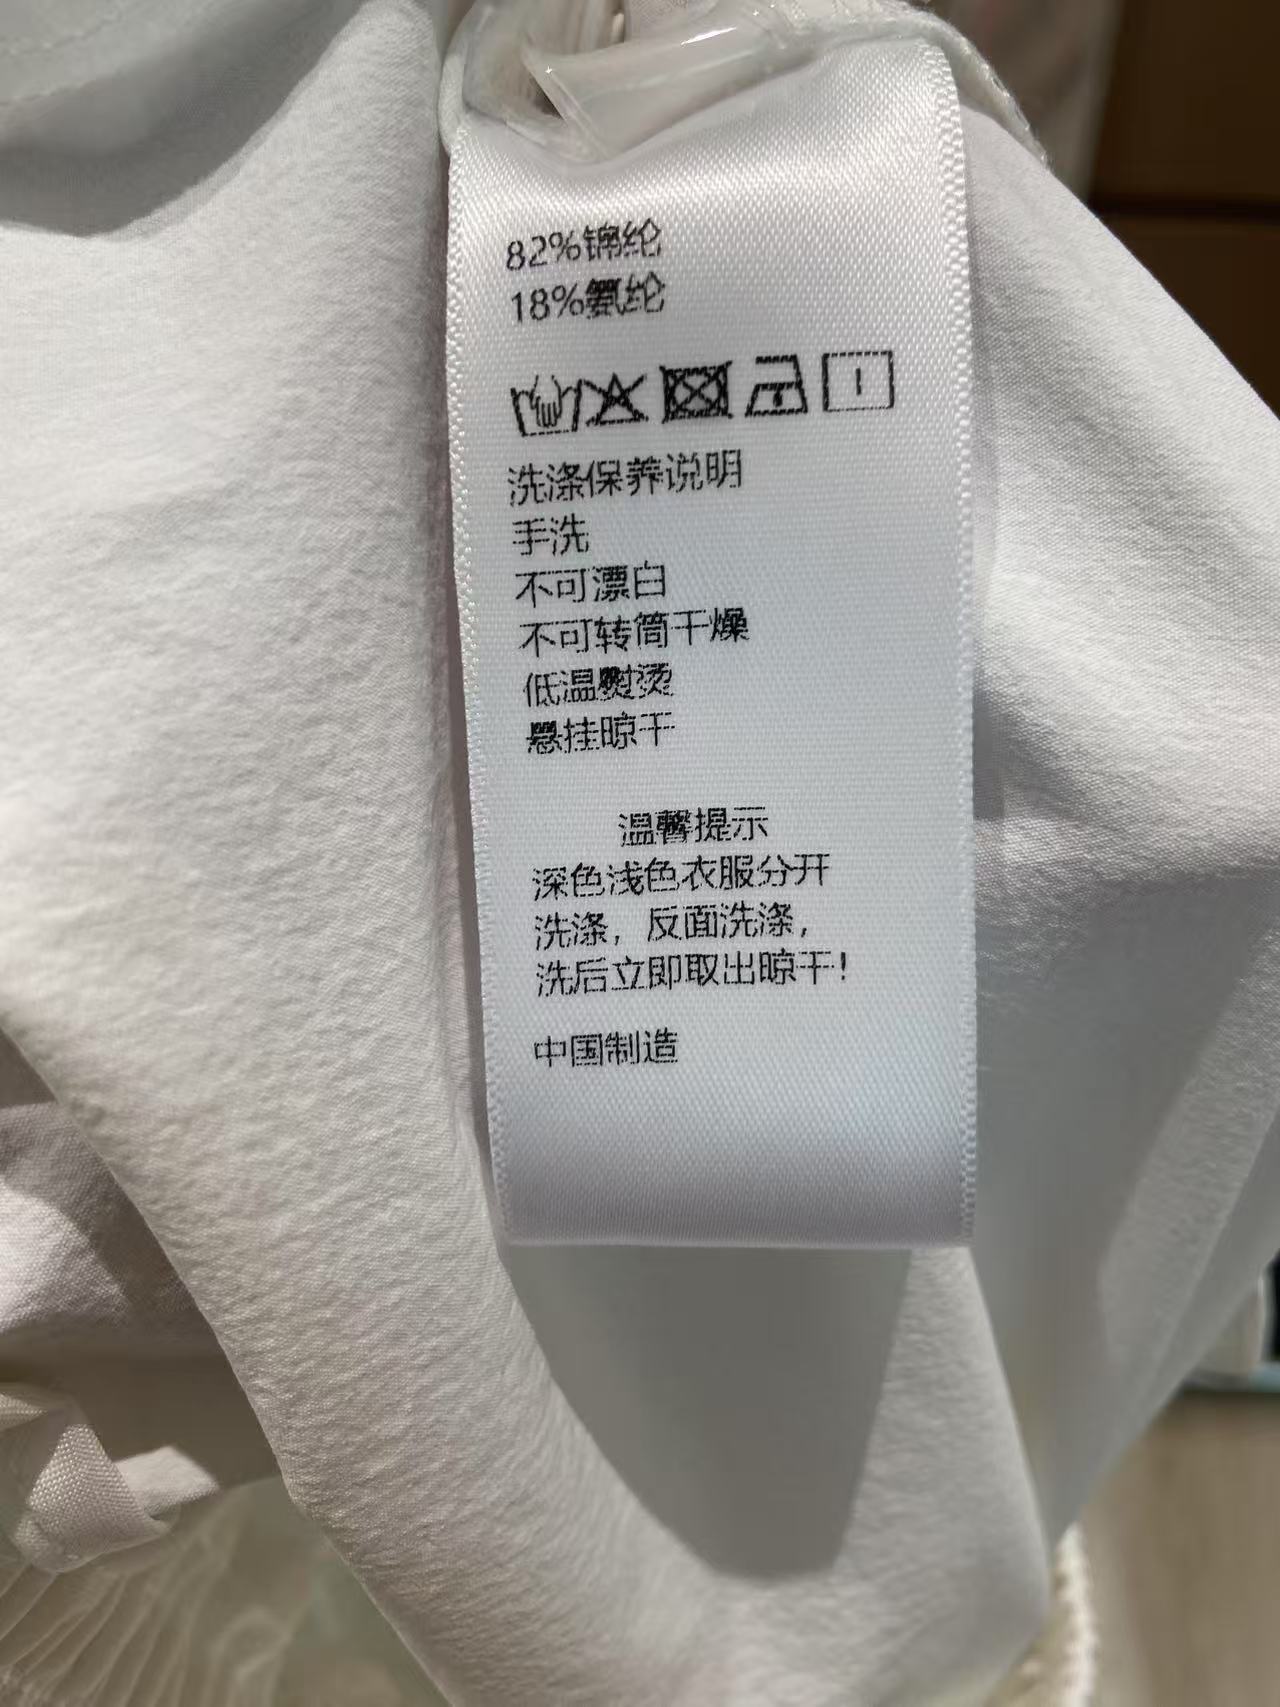 82%锦纶
18%氨纶
洗涤保养说明
手洗
不可漂白
不可转筒干燥
低温熨烫
悬挂晾干
温馨提示
深色浅色衣服分开
洗涤，反面洗涤，
洗后立即取出晾干！
中国制造